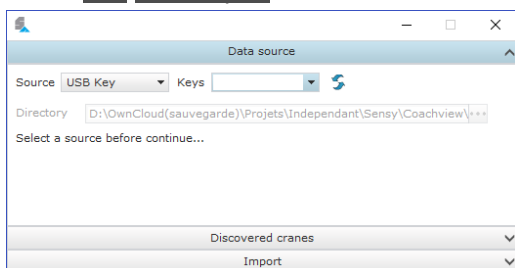 Data source
Source USB Key Keys
Directory D:\OwnCloud(sauvegarde)\Projets\Independant\Sensy\Coachview\ ...
Select a source before continue...
Discovered cranes
Import